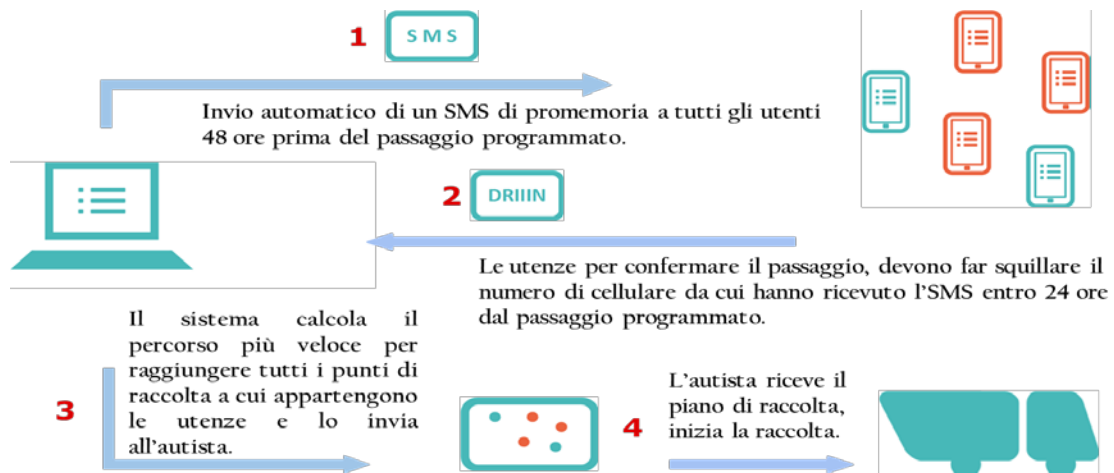 1
S M S
Invio automatico di un SMS di promemoria a tutti gli utenti
48 ore prima del passaggio programmato.
2
DRIIIN
Le utenze per confermare il passaggio, devono far squillare il
numero di cellulare da cui hanno ricevuto l’SMS entro 24 ore
dal passaggio programmato.
3
Il sistema calcola il
percorso più veloce per
raggiungere tutti i punti di
raccolta a cui appartengono
le utenze e lo invia
all’autista.
4
L’autista riceve il
piano di raccolta,
inizia la raccolta.